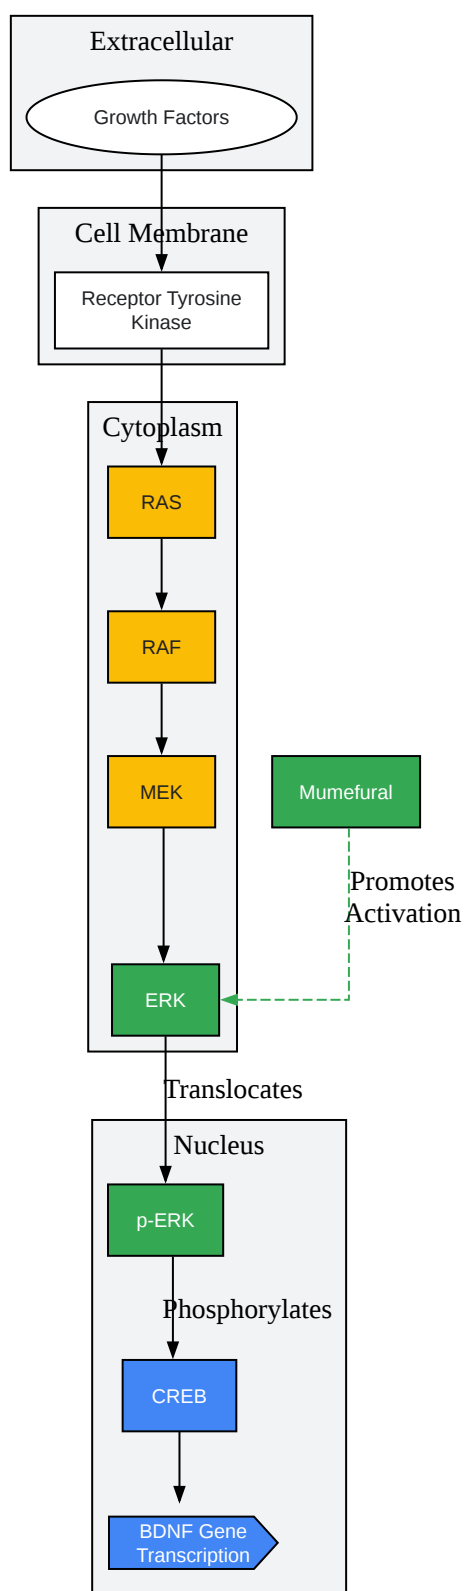 Extracellular
Growth Factors
Cell Membrane
Receptor Tyrosine
Kinase
Cytoplasm
RAS
RAF
MEK
Mumefural
Promotes
Activation
ERK
Translocates
Nucleus
p-ERK
Phosphorylates
CREB
BDNF Gene
Transcription